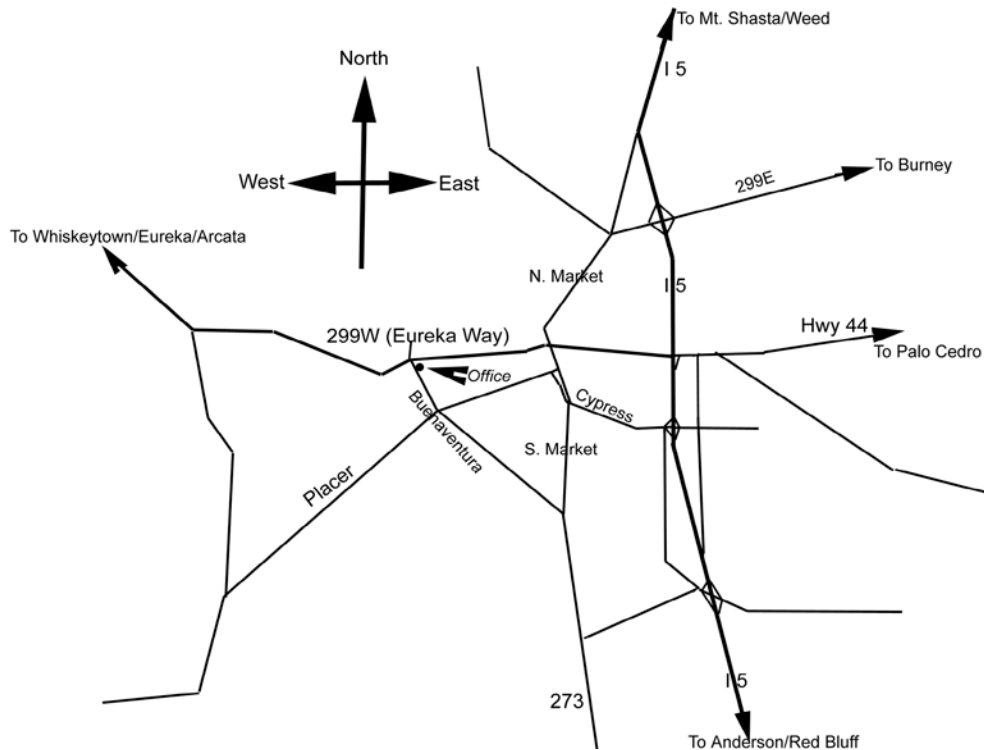 To Mt. Shasta/Weed
I 5
North
West
East
299E
To Burney
To Whiskeytown/Eureka/Arcata
N. Market
I 5
299W (Eureka Way)
Hwy 44
To Palo Cedro
Office
Buenaventura
Cypress
S. Market
Placer
I 5
273
To Anderson/Red Bluff